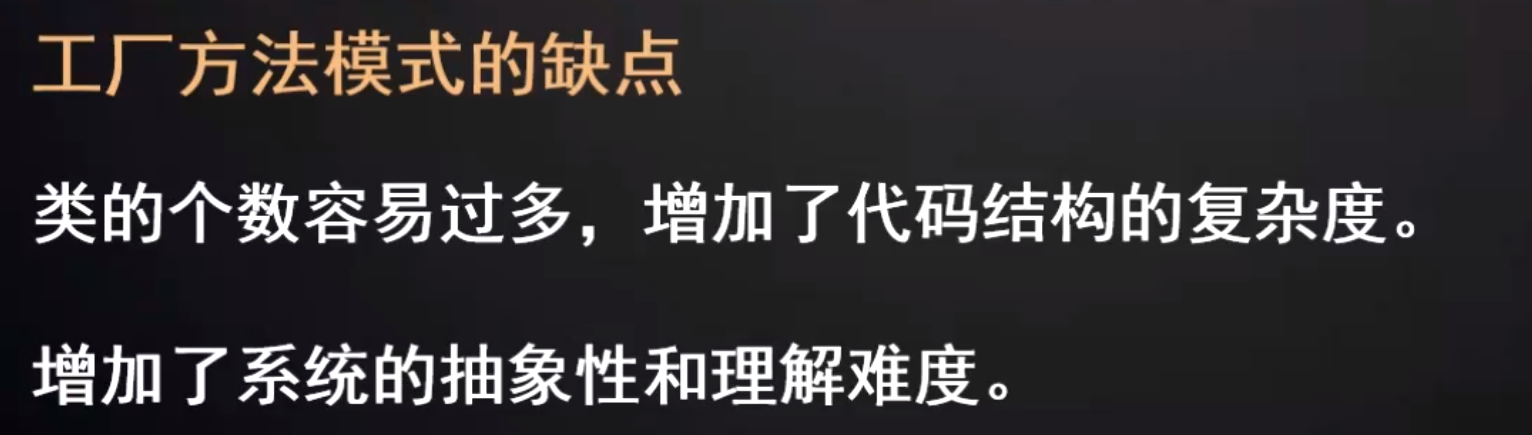 工厂方法模式的缺点
类的个数容易过多，增加了代码结构的复杂度。
增加了系统的抽象性和理解难度。